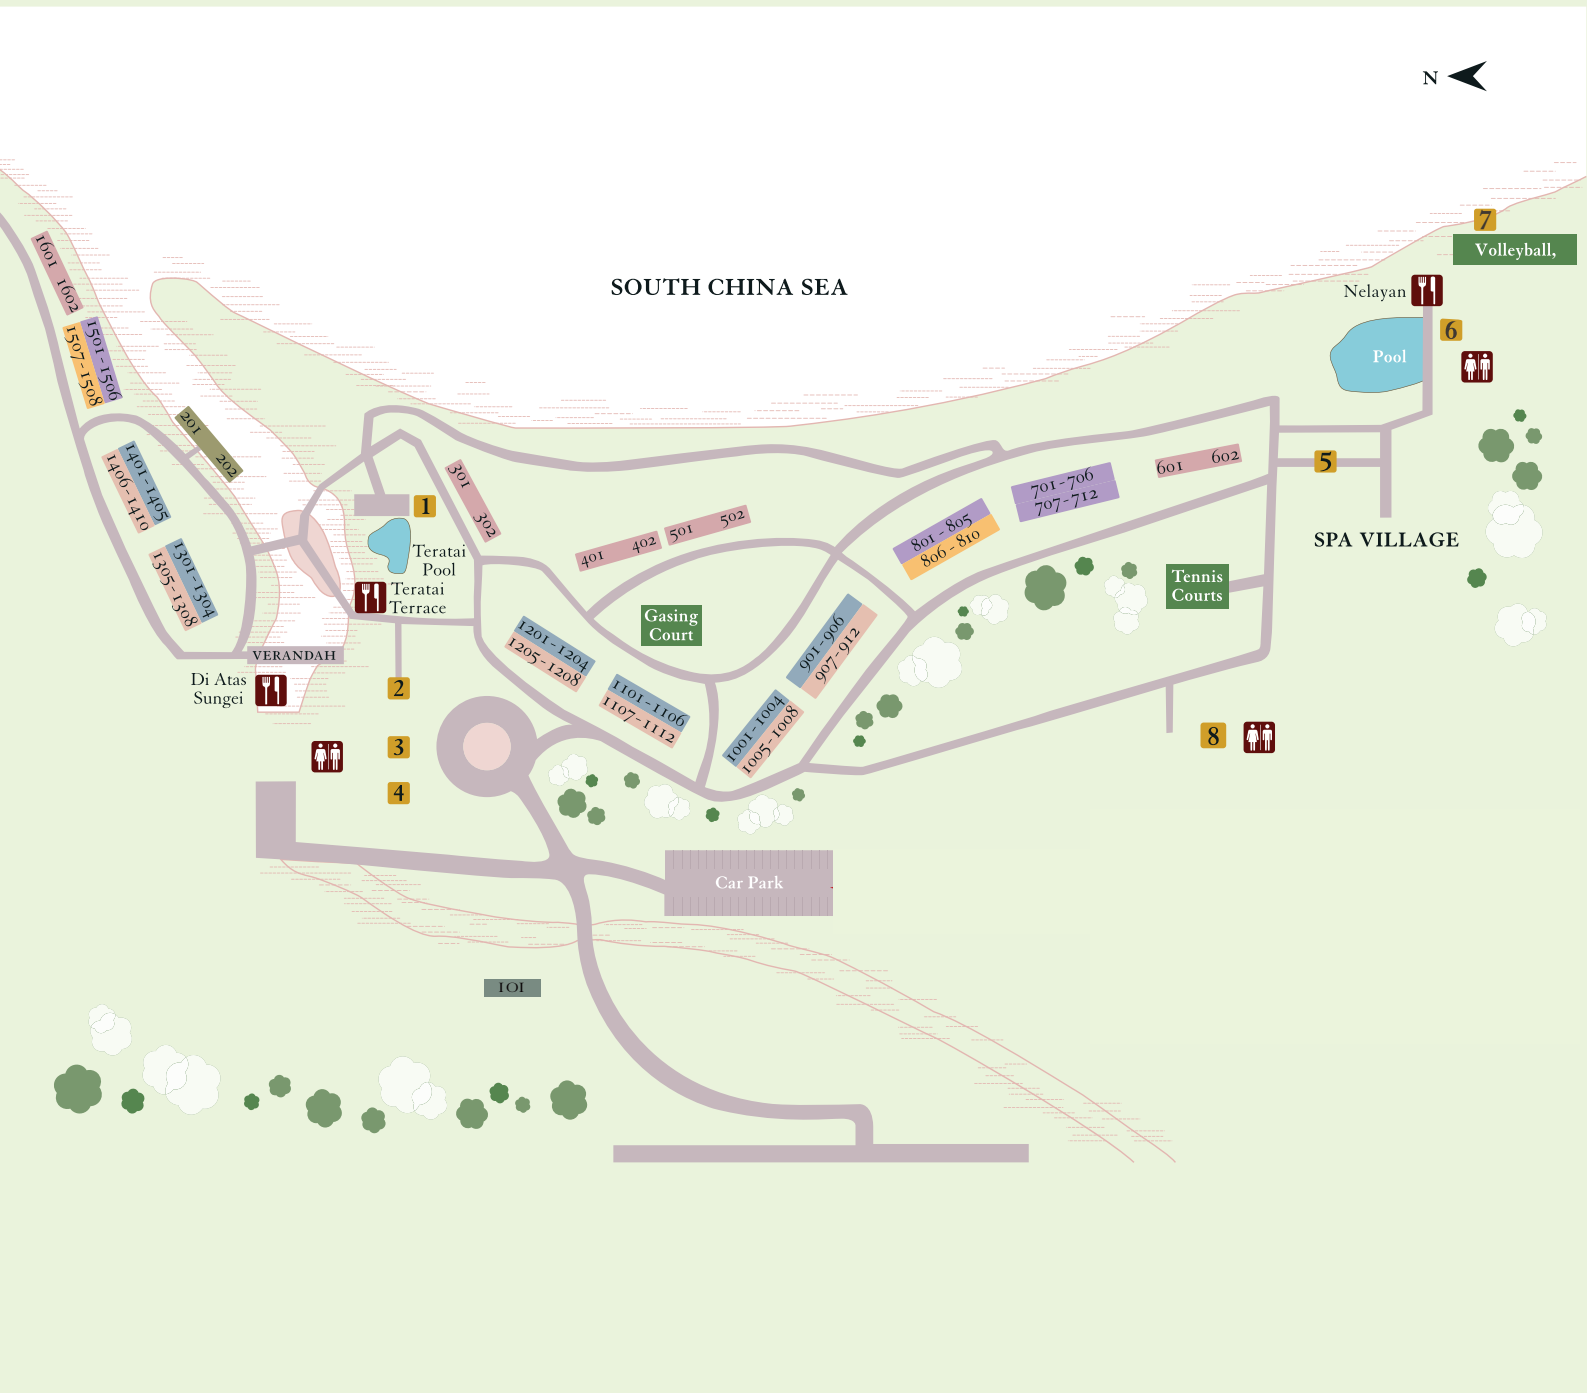 N
7
Volleyball,
Nelayan
SOUTH CHINA SEA
6
Pool
1601 1602
1501-1506
1507-1508
201 202
1401-1405
1406-1410
1301-1304
1305-1308
301 302
1
Teratai
Pool
Teratai
Terrace
401 402
501 502
601 602
701-706
707-712
801-805
806-810
5
SPA VILLAGE
Tennis
Courts
Gasing
Court
901-906
907-912
1201-1204
1205-1208
1101-1106
1107-1112
1001-1004
1005-1008
VERANDAH
Di Atas
Sungei
2
3
4
8
Car Park
101